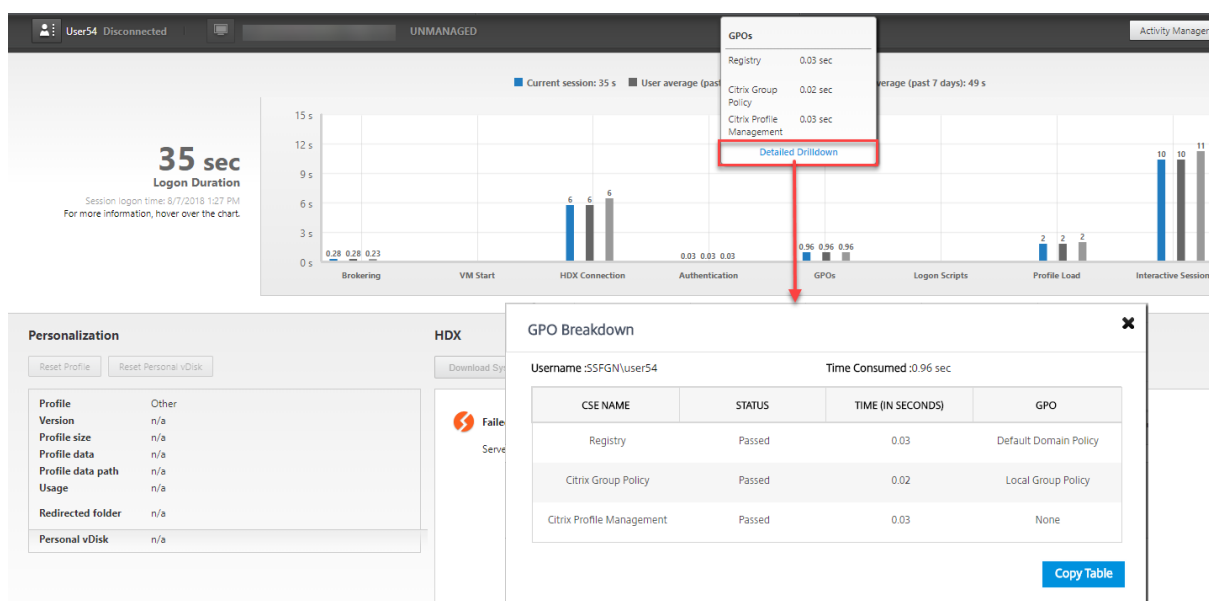 User54 Disconnected
UNMANAGED
Activity Manager
GPOs
Registry 0.03 sec
Citrix Group Policy 0.02 sec
Citrix Profile Management 0.03 sec
Detailed Drilldown
Current session: 35 s User average (past verage (past 7 days): 49 s
35 sec
Logon Duration
Session logon time: 8/7/2018 1:27 PM
For more information, hover over the chart.
15 s
12 s
9 s
6 s
3 s
0 s
0.28 0.28 0.23
6 6 6
0.03 0.03 0.03
0.96 0.96 0.96
2 2 2
10 10 11
Brokering VM Start HDX Connection Authentication GPOs Logon Scripts Profile Load Interactive Session
Personalization
Reset Profile Reset Personal vDisk
Profile Other
Version n/a
Profile size n/a
Profile data n/a
Profile data path n/a
Usage n/a
Redirected folder n/a
Personal vDisk n/a
HDX
Download Sy
Faile
Serve
GPO Breakdown
Username :SSFGN\user54 Time Consumed :0.96 sec
CSE NAME STATUS TIME (IN SECONDS) GPO
Registry Passed 0.03 Default Domain Policy
Citrix Group Policy Passed 0.02 Local Group Policy
Citrix Profile Management Passed 0.03 None
Copy Table